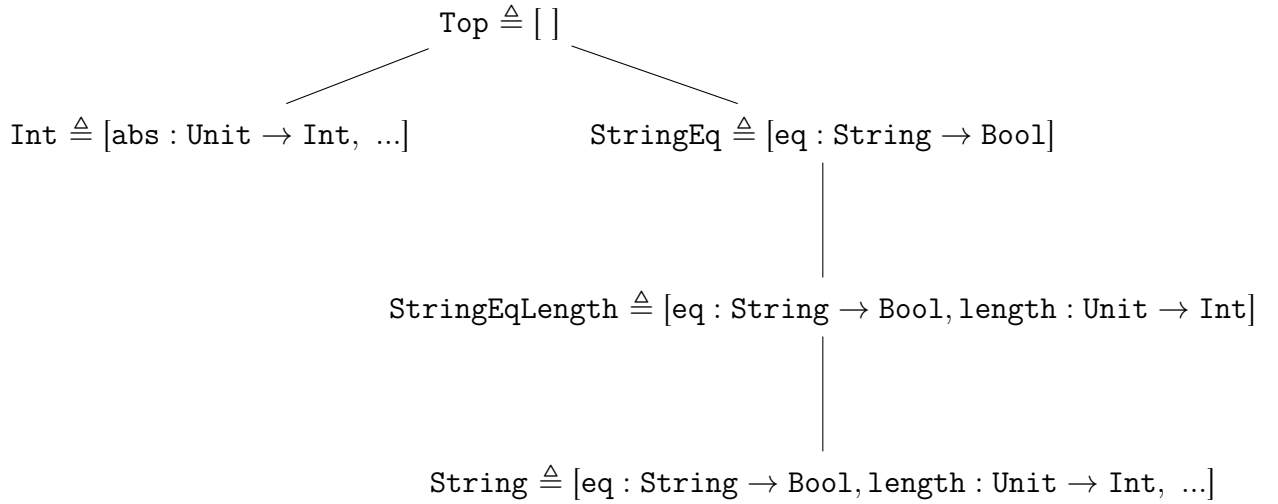 Top ≜ [ ]
Int ≜ [abs : Unit → Int, ...]
StringEq ≜ [eq : String → Bool]
StringEqLength ≜ [eq : String → Bool, length : Unit → Int]
String ≜ [eq : String → Bool, length : Unit → Int, ...]